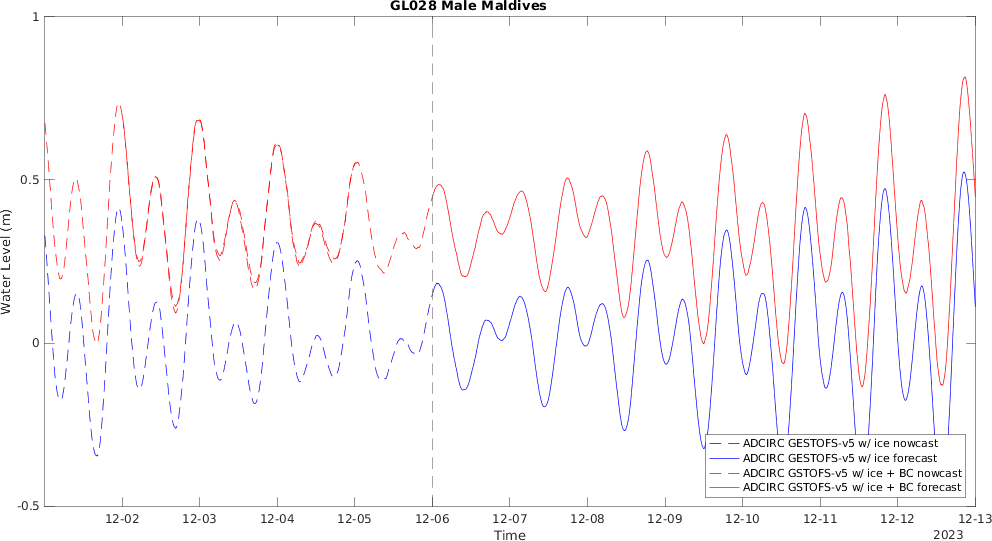 GL028 Male Maldives
1
0.5
0
-0.5
Water Level (m)
12-02
12-03
12-04
12-05
12-06
12-07
12-08
12-09
12-10
12-11
12-12
12-13
Time
2023
ADCIRC GESTOFS-v5 w/ ice nowcast
ADCIRC GESTOFS-v5 w/ ice forecast
ADCIRC GSTOFS-v5 w/ ice + BC nowcast
ADCIRC GSTOFS-v5 w/ ice + BC forecast